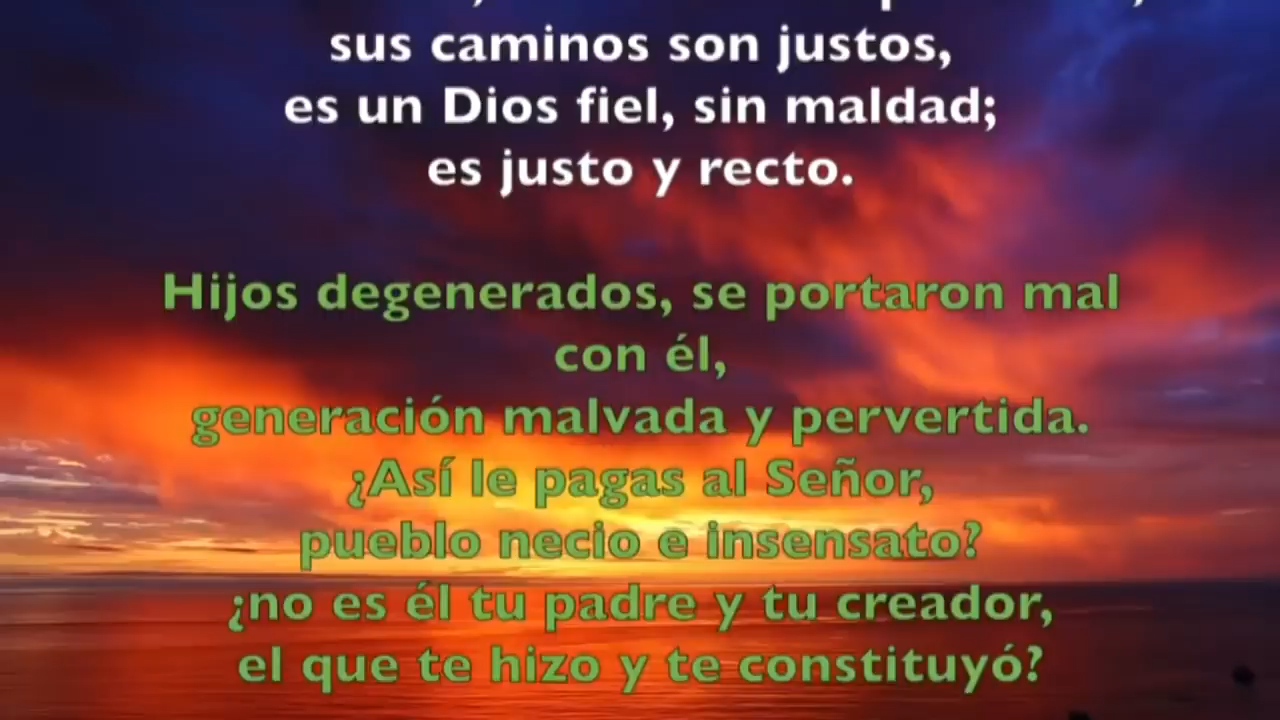 sus caminos son justos,
es un Dios fiel, sin maldad;
es justo y recto.
Hijos degenerados, se portaron mal
con él,
generación malvada y pervertida.
¿Así le pagas al Señor,
pueblo necio e insensato?
¿no es él tu padre y tu creador,
el que te hizo y te constituyó?